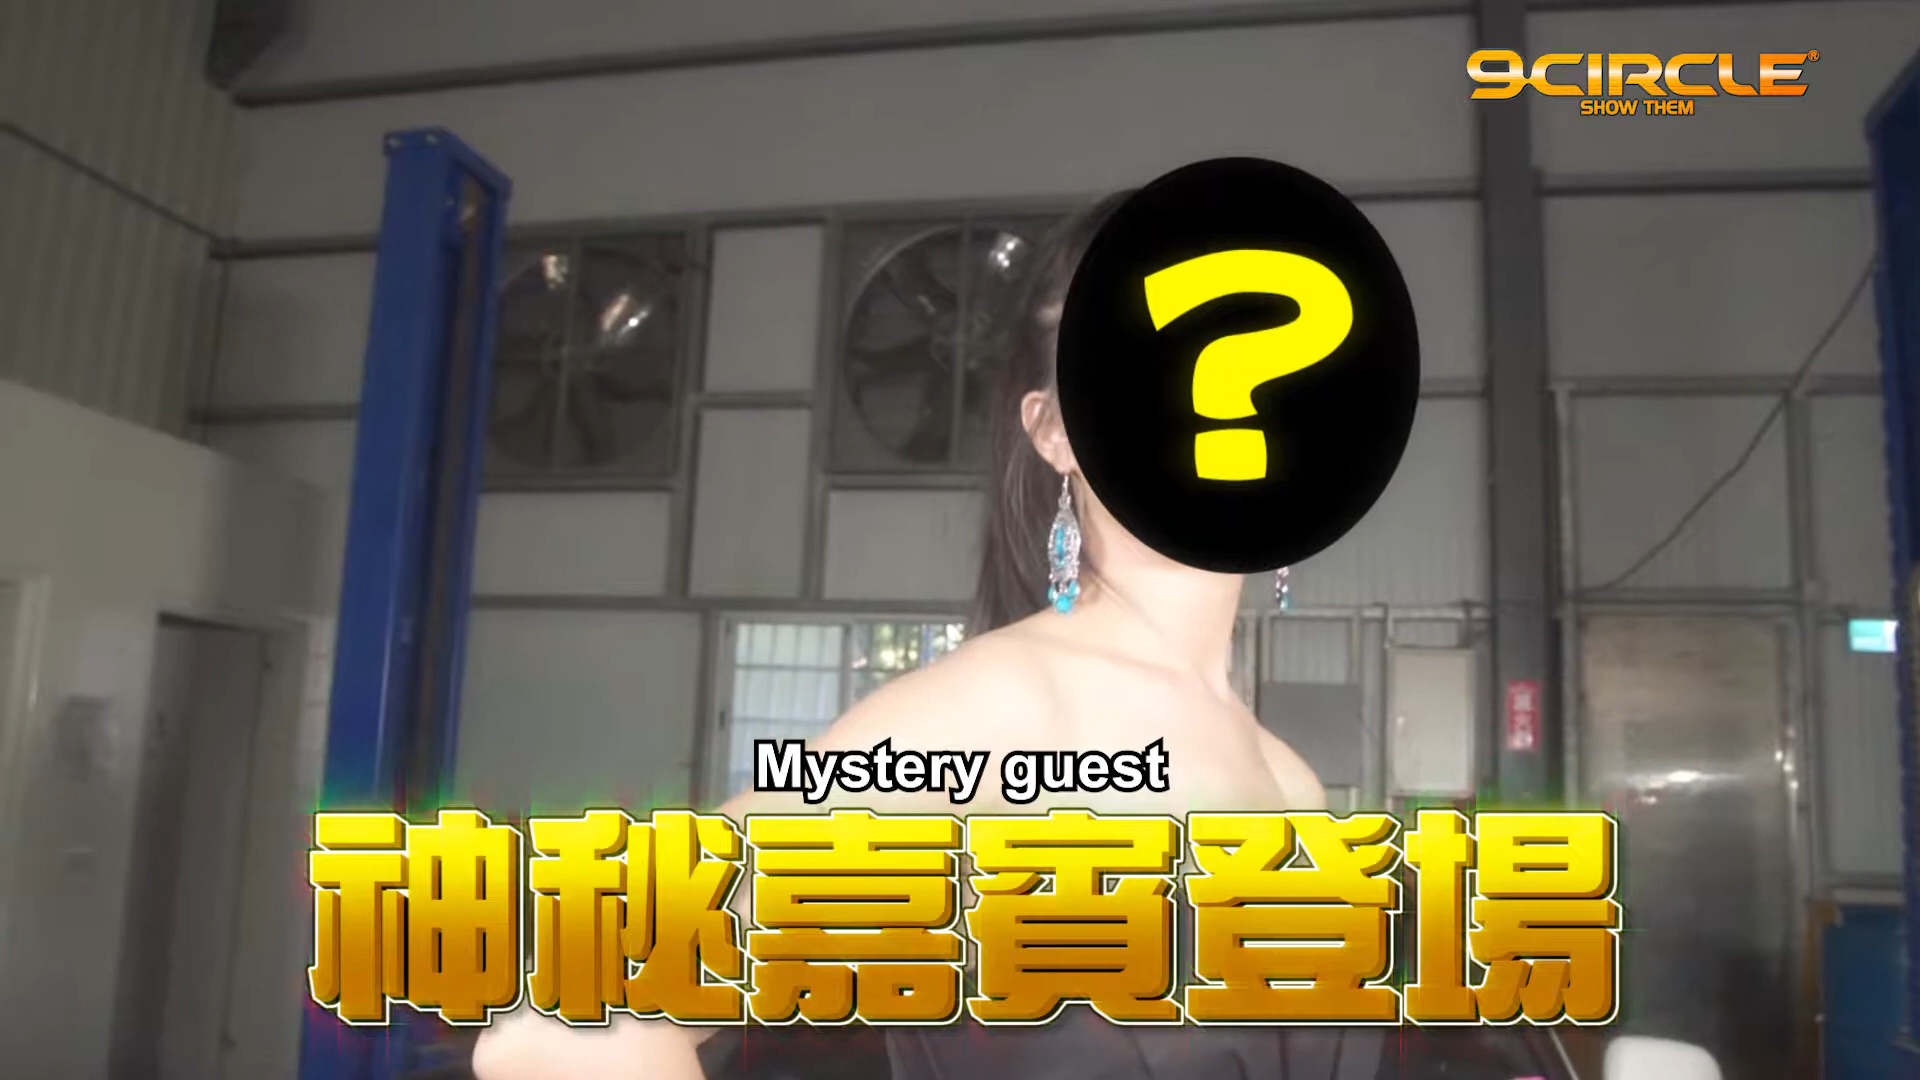 9CIRCLE®
SHOW THEM
?
Mystery guest
神秘嘉賓登場